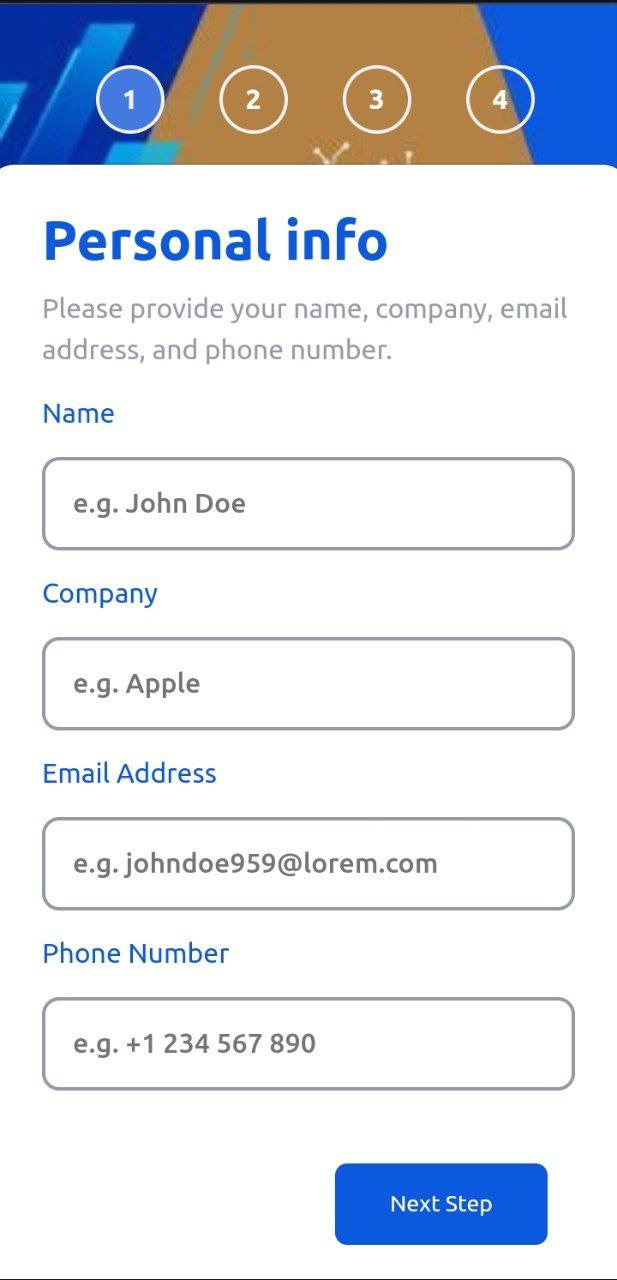 1 2 3 4
Personal info
Please provide your name, company, email
address, and phone number.
Name
e.g. John Doe
Company
e.g. Apple
Email Address
e.g. johndoe959@lorem.com
Phone Number
e.g. +1 234 567 890
Next Step